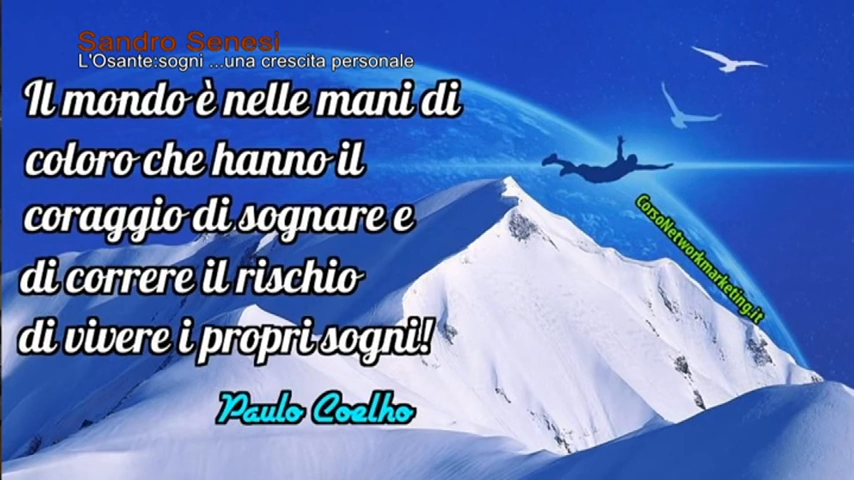 Sandro Senesi
L'Osante:sogni ...una crescita personale
Il mondo è nelle mani di
coloro che hanno il
coraggio di sognare e
di correre il rischio
di vivere i propri sogni!
Paulo Coelho
CorsoNetworkmarketing.it